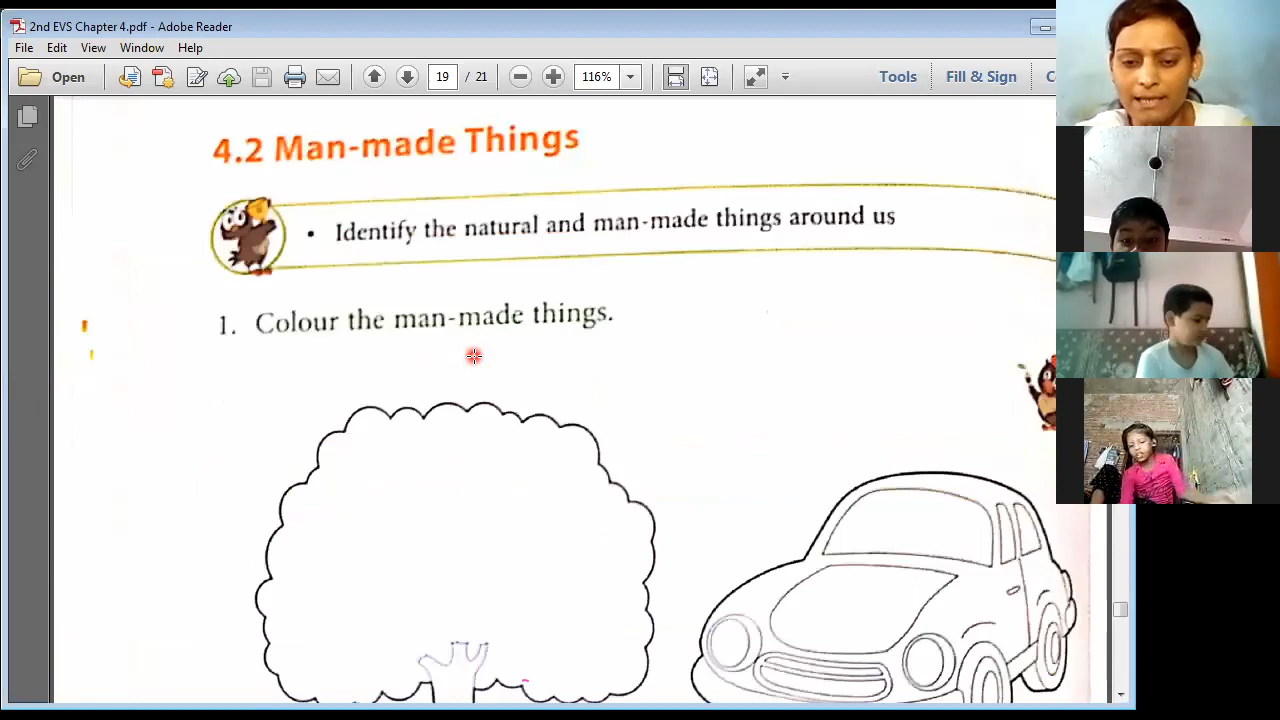 2nd EVS Chapter 4.pdf - Adobe Reader
File Edit View Window Help
Open 19 / 21 116% Tools Fill & Sign
4.2 Man-made Things
• Identify the natural and man-made things around us
1. Colour the man-made things.